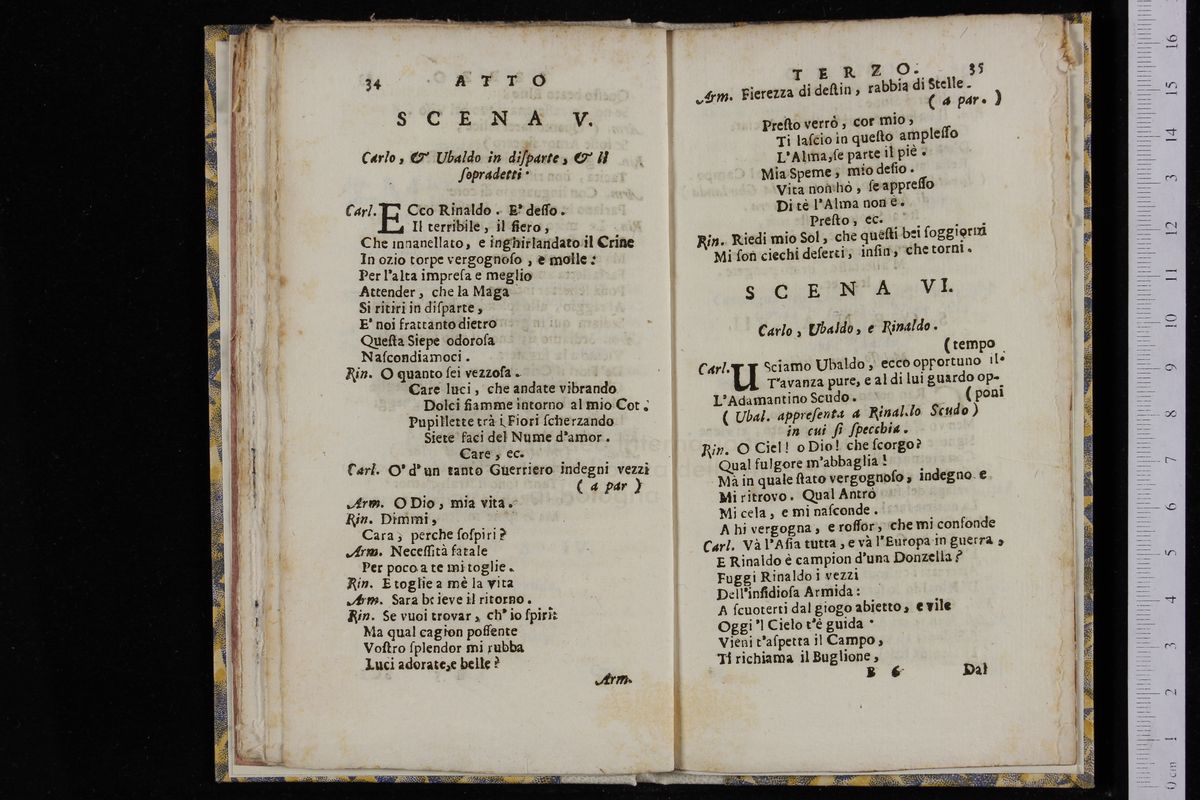 34 ATTO
SCENA V.
Carlo, & Ubaldo in diſparte, & li
ſopradetti.
Carl. ECco Rinaldo. E' deſſo.
Il terribile, il fiero,
Che innanellato, e inghirlandato il Crine
In ozio torpe vergognoſo, e molle:
Per l'alta impreſa e meglio
Attender, che la Maga
Si ritiri in diſparte,
E' noi frattanto dietro
Queſta Siepe odoroſa
Naſcondiamoci.
Rin. O quanto ſei vezzoſa.
Care luci, che andate vibrando
Dolci fiamme intorno al mio Cor.
Pupillette trà i Fiori ſcherzando
Siete faci del Nume d'amor.
Care, ec.
Carl. O' d'un tanto Guerriero indegni vezzi
( a par )
Arm. O Dio, mia vita.
Rin. Dimmi,
Cara, perche ſoſpiri?
Arm. Neceſſità fatale
Per poco a te mi toglie.
Rin. E toglie a mè la vita
Arm. Sara breve il ritorno.
Rin. Se vuoi trovar, ch' io ſpiri:
Ma qual cagion poſſente
Voſtro ſplendor mi rubba
Luci adorate,e belle?
Arm.
TERZO. 35
Arm. Fierezza di deſtin, rabbia di Stelle.
( a par. )
Preſto verrò, cor mio,
Ti laſcio in queſto ampleſſo
L'Alma,ſe parte il piè.
Mia Speme, mio deſio.
Vita non hò, ſe appreſſo
Di tè l'Alma non e.
Preſto, ec.
Rin. Riedi mio Sol, che queſti bei ſoggiorni
Mi ſon ciechi deſerti, inſin, che torni.
SCENA VI.
Carlo, Ubaldo, e Rinaldo.
(tempo
Carl. USciamo Ubaldo, ecco opportuno il
T'avanza pure, e al di lui guardo op-
L'Adamantino Scudo. (poni
( Ubal. appreſenta a Rinaldo lo Scudo)
in cui ſi ſpecchia.
Rin. O Ciel! o Dio! che ſcorgo?
Qual fulgore m'abbaglia!
Mà in quale ſtato vergognoſo, indegno e
Mi ritrovo. Qual Antro
Mi cela, e mi naſconde.
A hi vergogna, e roſſor, che mi confonde
Carl. Và l'Aſia tutta, e và l'Europa in guerra,
E Rinaldo è campion d'una Donzella?
Fuggi Rinaldo i vezzi
Dell'inſidioſa Armida:
A ſcuoterti dal giogo abietto, e vile
Oggi 'l Cielo t'è guida.
Vieni t'aſpetta il Campo,
Ti richiama il Buglione,
B 6 Dal